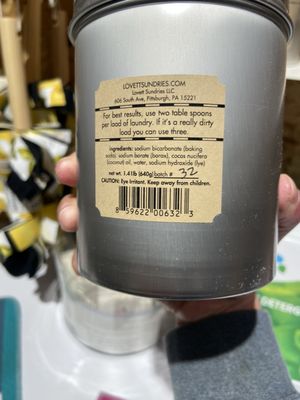 LOVETTSUNDRIES.COM
Lovett Sundries LLC
606 South Ave, Pittsburgh, PA 15221
For best results, use two table spoons
per load of laundry. If it's a really dirty
load you can use three.
ingredients: sodium bicarbonate (baking
soda), sodium borate (borax), cocos nucifera
(coconut) oil, water, sodium hydroxide (lye)
net wt. 1.41lb (640g) batch # 32
CAUTION: Eye Irritant. Keep away from children.
8 59622 00632 3
DETERG